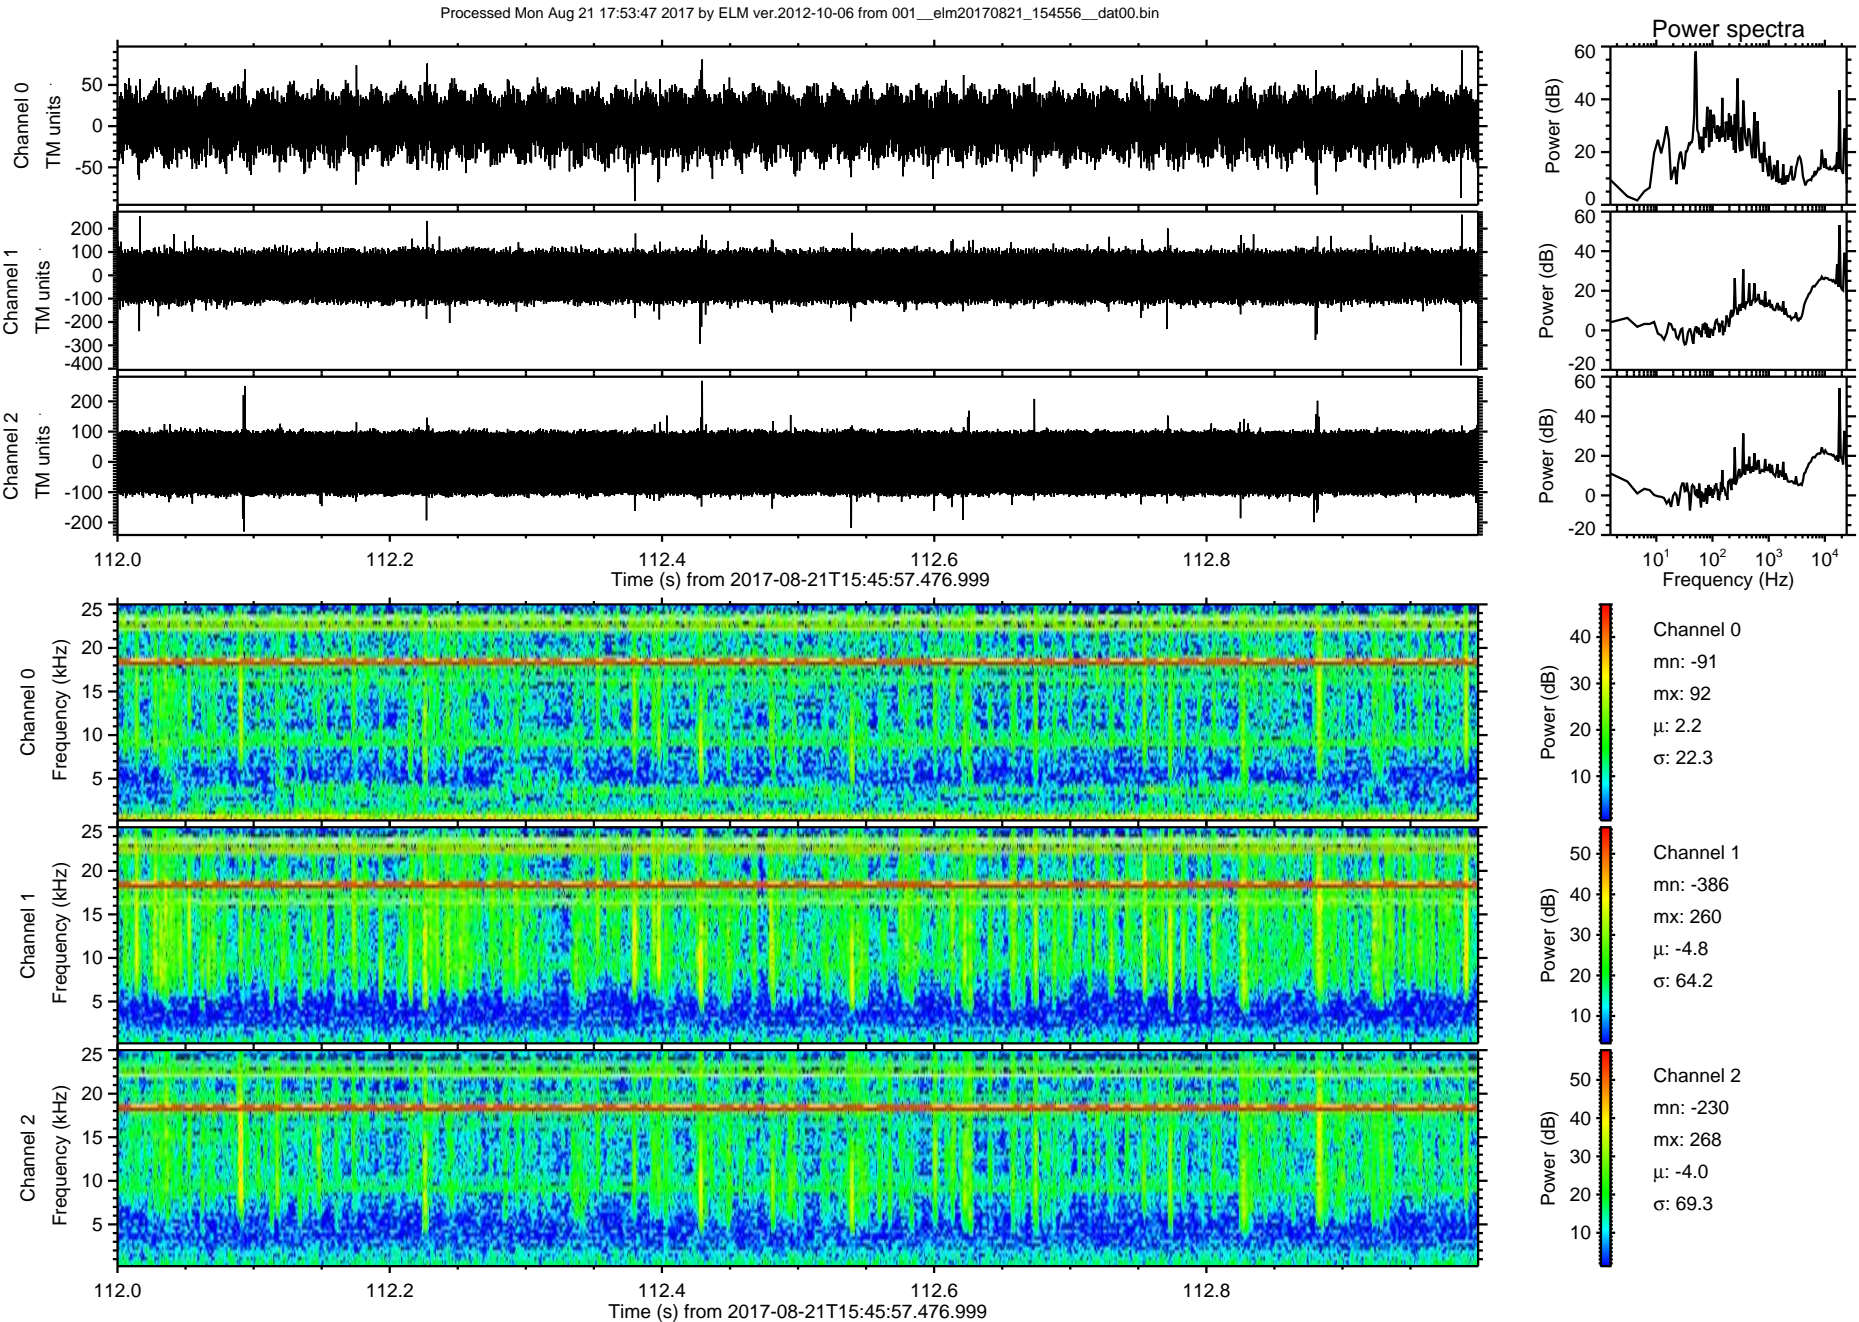 Processed Mon Aug 21 17:53:47 2017 by ELM ver.2012-10-06 from 001__elm20170821_154556__dat00.bin
Power spectra
Channel 0
TM units
50
0
-50
Power (dB)
60
40
20
0
Channel 1
TM units
200
100
0
-100
-200
-300
-400
Power (dB)
60
40
20
0
-20
Channel 2
TM units
200
100
0
-100
-200
Power (dB)
60
40
20
0
-20
112.0 112.2 112.4 112.6 112.8
Time (s) from 2017-08-21T15:45:57.476.999
10^1 10^2 10^3 10^4
Frequency (Hz)
Channel 0
Frequency (kHz)
25
20
15
10
5
Power (dB)
40
30
20
10
Channel 0
mn: -91
mx: 92
μ: 2.2
σ: 22.3
Channel 1
Frequency (kHz)
25
20
15
10
5
Power (dB)
50
40
30
20
10
Channel 1
mn: -386
mx: 260
μ: -4.8
σ: 64.2
Channel 2
Frequency (kHz)
25
20
15
10
5
Power (dB)
50
40
30
20
10
Channel 2
mn: -230
mx: 268
μ: -4.0
σ: 69.3
112.0 112.2 112.4 112.6 112.8
Time (s) from 2017-08-21T15:45:57.476.999